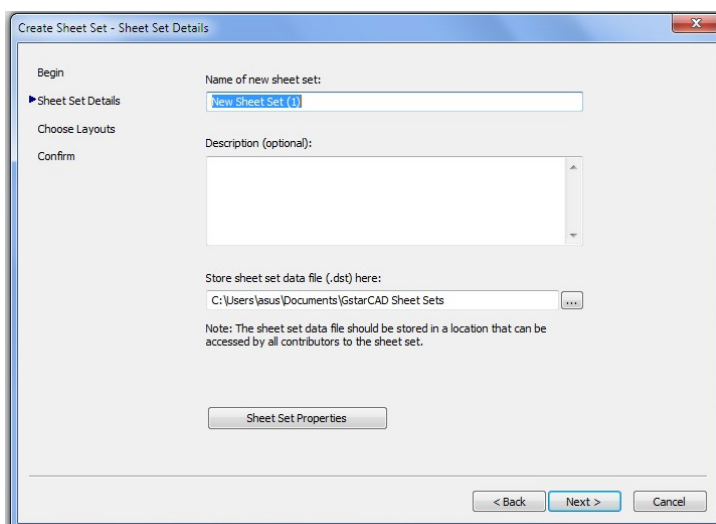 Create Sheet Set - Sheet Set Details
Begin
Sheet Set Details
Choose Layouts
Confirm
Name of new sheet set:
New Sheet Set (1)
Description (optional):
Store sheet set data file (.dst) here:
C:\Users\asus\Documents\GstarCAD Sheet Sets
...
Note: The sheet set data file should be stored in a location that can be
accessed by all contributors to the sheet set.
Sheet Set Properties
< Back
Next >
Cancel